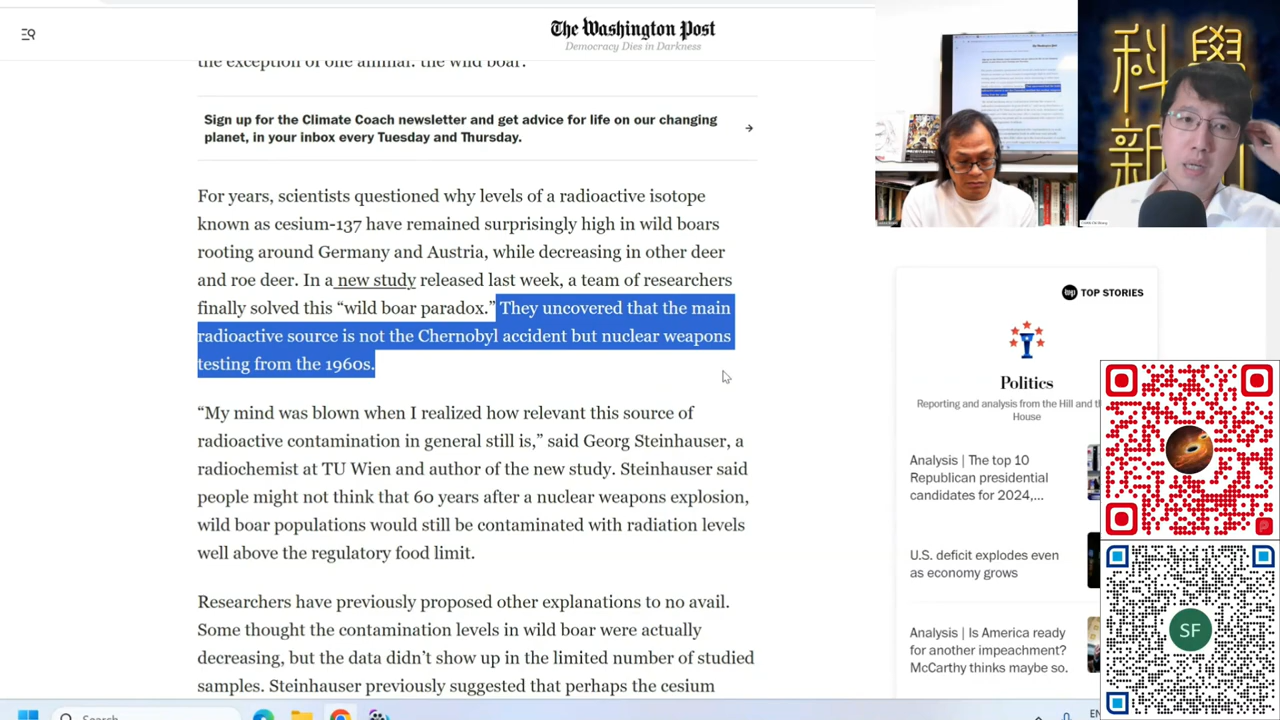 The Washington Post
Democracy Dies in Darkness
the exception of one animal: the wild boar.
Sign up for the Climate Coach newsletter and get advice for life on our changing
planet, in your inbox every Tuesday and Thursday.
For years, scientists questioned why levels of a radioactive isotope
known as cesium-137 have remained surprisingly high in wild boars
rooting around Germany and Austria, while decreasing in other deer
and roe deer. In a new study released last week, a team of researchers
finally solved this “wild boar paradox.” They uncovered that the main
radioactive source is not the Chernobyl accident but nuclear weapons
testing from the 1960s.
“My mind was blown when I realized how relevant this source of
radioactive contamination in general still is,” said Georg Steinhauser, a
radiochemist at TU Wien and author of the new study. Steinhauser said
people might not think that 60 years after a nuclear weapons explosion,
wild boar populations would still be contaminated with radiation levels
well above the regulatory food limit.
Researchers have previously proposed other explanations to no avail.
Some thought the contamination levels in wild boar were actually
decreasing, but the data didn’t show up in the limited number of studied
samples. Steinhauser previously suggested that perhaps the cesium
科學
新
wp TOP STORIES
Politics
Reporting and analysis from the Hill and th
House
Analysis | The top 10
Republican presidential
candidates for 2024,...
U.S. deficit explodes even
as economy grows
Analysis | Is America ready
for another impeachment?
McCarthy thinks maybe so.
SF
Search
EN